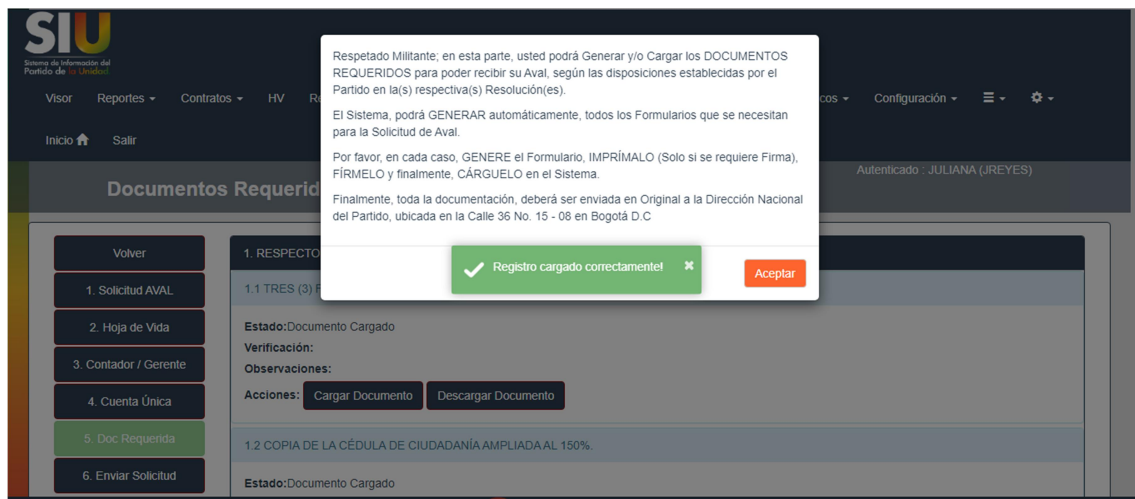 SIU
Sistema de Información del
Partido de la Unidad
Respetado Militante; en esta parte, usted podrá Generar y/o Cargar los DOCUMENTOS
REQUERIDOS para poder recibir su Aval, según las disposiciones establecidas por el
Partido en la(s) respectiva(s) Resolución(es).
El Sistema, podrá GENERAR automáticamente, todos los Formularios que se necesitan
para la Solicitud de Aval.
Por favor, en cada caso, GENERE el Formulario, IMPRÍMALO (Solo si se requiere Firma),
FÍRMELO y finalmente, CÁRGUELO en el Sistema.
Finalmente, toda la documentación, deberá ser enviada en Original a la Dirección Nacional
del Partido, ubicada en la Calle 36 No. 15 - 08 en Bogotá D.C
Registro cargado correctamente!
Aceptar
Visor Reportes Contratos HV Configuración
Inicio Salir
Autenticado : JULIANA (JREYES)
Documentos
Volver
1. Solicitud AVAL
2. Hoja de Vida
3. Contador / Gerente
4. Cuenta Única
5. Doc Requerida
6. Enviar Solicitud
1. RESPECTO
1.1 TRES (3)
Estado:Documento Cargado
Verificación:
Observaciones:
Acciones: Cargar Documento Descargar Documento
1.2 COPIA DE LA CÉDULA DE CIUDADANÍA AMPLIADA AL 150%.
Estado:Documento Cargado